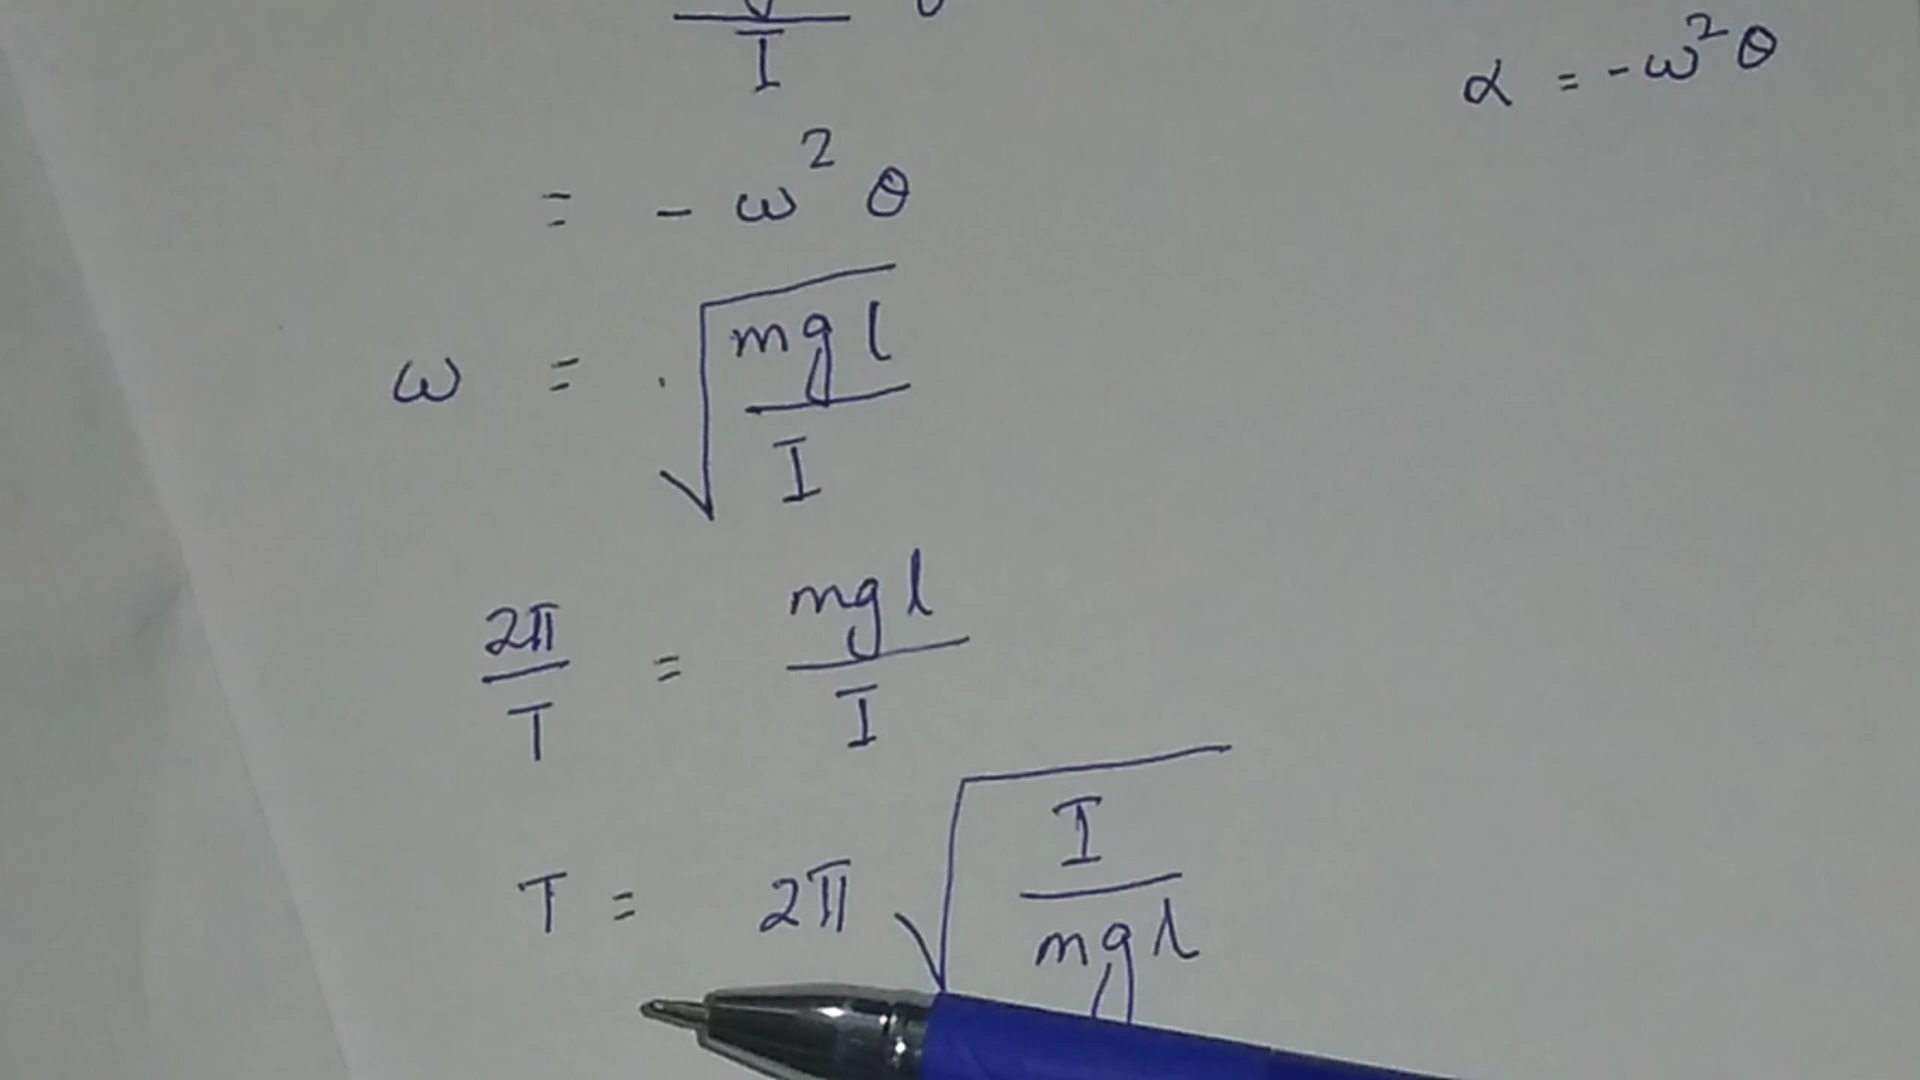 I
α = -ω²θ
= - ω² θ
ω = √(mgl / I)
2π/T = mgl / I
T = 2π √(I / mgl)